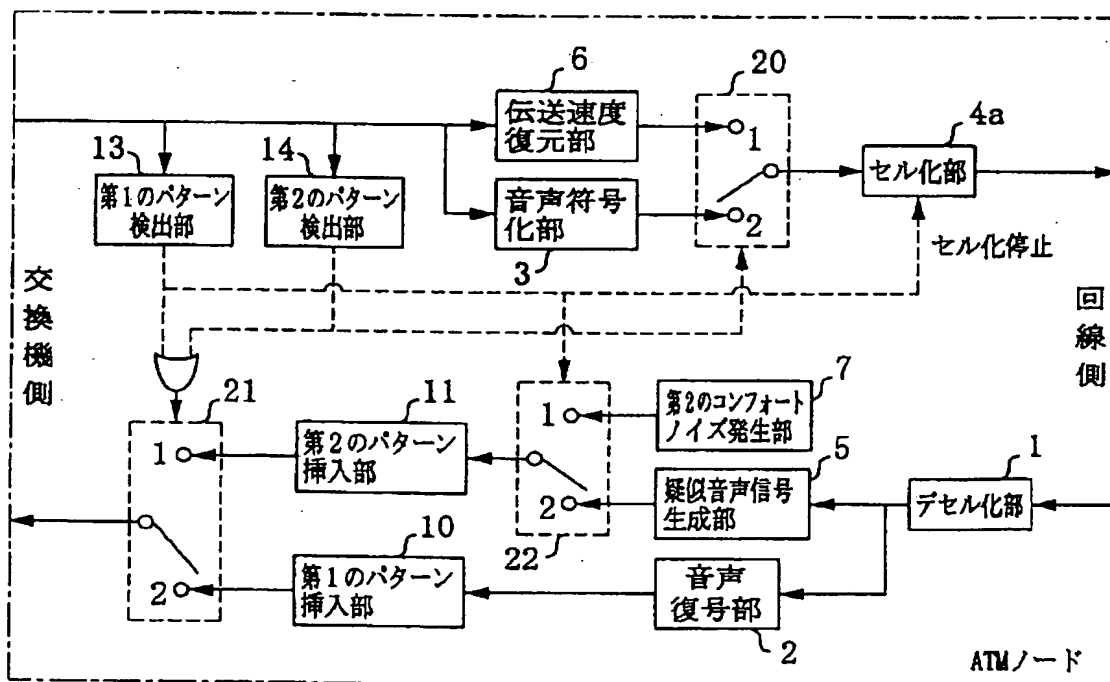 6
20
伝送速度
復元部
1
4a
13
14
第1のパターン
検出部
第2のパターン
検出部
音声符号
化部
3
2
セル化部
セル化停止
交換機側
回線側
21
11
22
7
第2のコンフォート
ノイズ発生部
1
1
第2のパターン
挿入部
5
疑似音声信号
生成部
1
デセル化部
2
10
2
第1のパターン
挿入部
音声
復号部
2
ATMノード